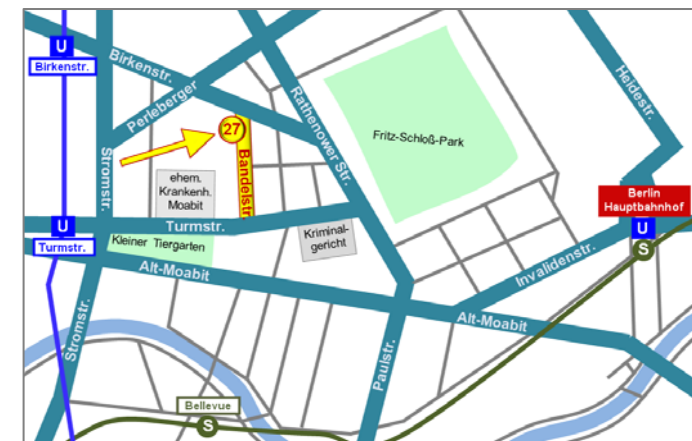 U
Birkenstr.
Birkenstr.
Perleberger
Rathenower Str.
Heidestr.
27
Fritz-Schloß-Park
Stromstr.
Bandelstr.
ehem.
Krankenh.
Moabit
Berlin
Hauptbahnhof
U
S
U
Turmstr.
Turmstr.
Kriminal-
gericht
Kleiner Tiergarten
Invalidenstr.
Alt-Moabit
Alt-Moabit
Stromstr.
Paulstr.
Bellevue
S